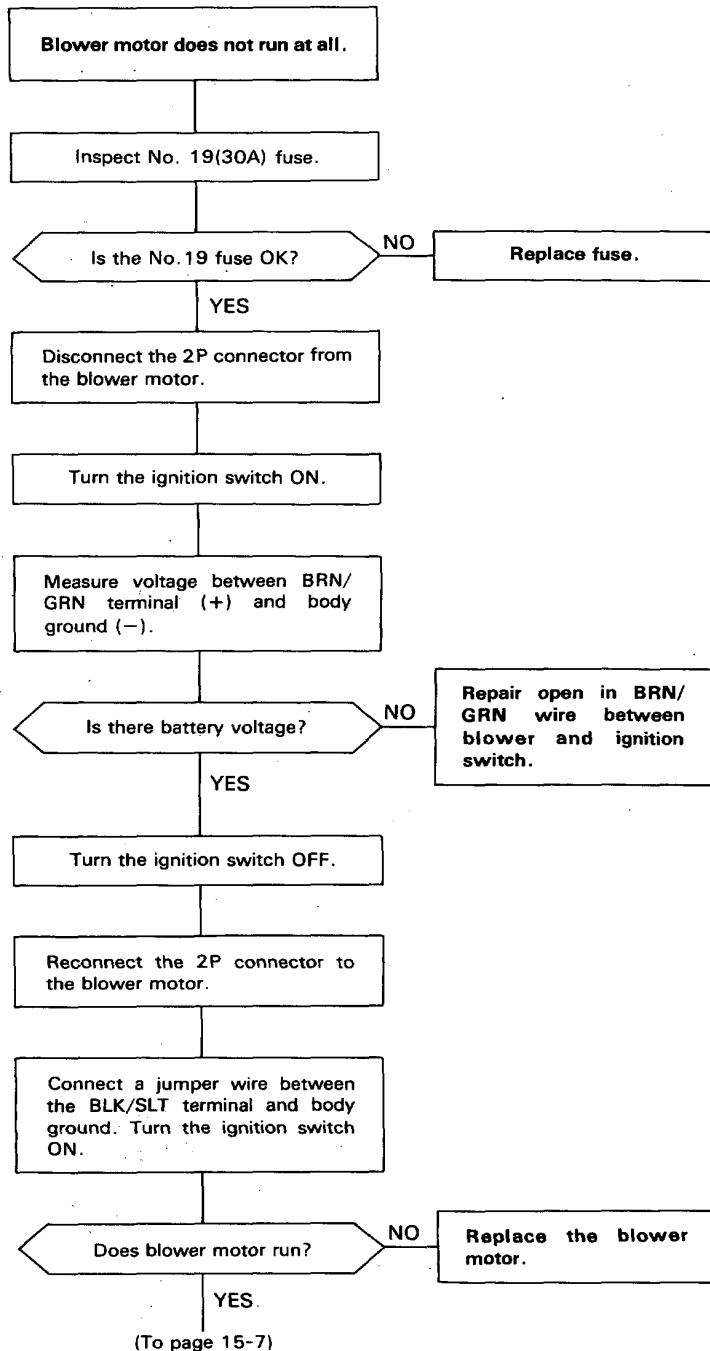 Blower motor does not run at all.
Inspect No. 19(30A) fuse.
Is the No.19 fuse OK?
NO
Replace fuse.
YES
Disconnect the 2P connector from
the blower motor.
Turn the ignition switch ON.
Measure voltage between BRN/
GRN terminal (+) and body
ground (−).
Is there battery voltage?
NO
Repair open in BRN/
GRN wire between
blower and ignition
switch.
YES
Turn the ignition switch OFF.
Reconnect the 2P connector to
the blower motor.
Connect a jumper wire between
the BLK/SLT terminal and body
ground. Turn the ignition switch
ON.
Does blower motor run?
NO
Replace the blower
motor.
YES
(To page 15-7)